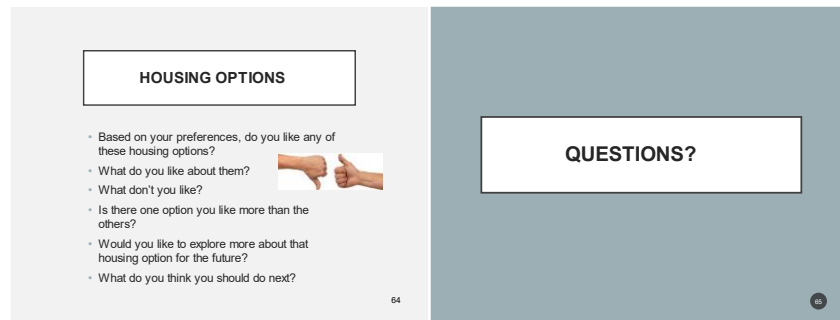 HOUSING OPTIONS
• Based on your preferences, do you like any of
these housing options?
• What do you like about them?
• What don't you like?
• Is there one option you like more than the
others?
• Would you like to explore more about that
housing option for the future?
• What do you think you should do next?
64
QUESTIONS?
65